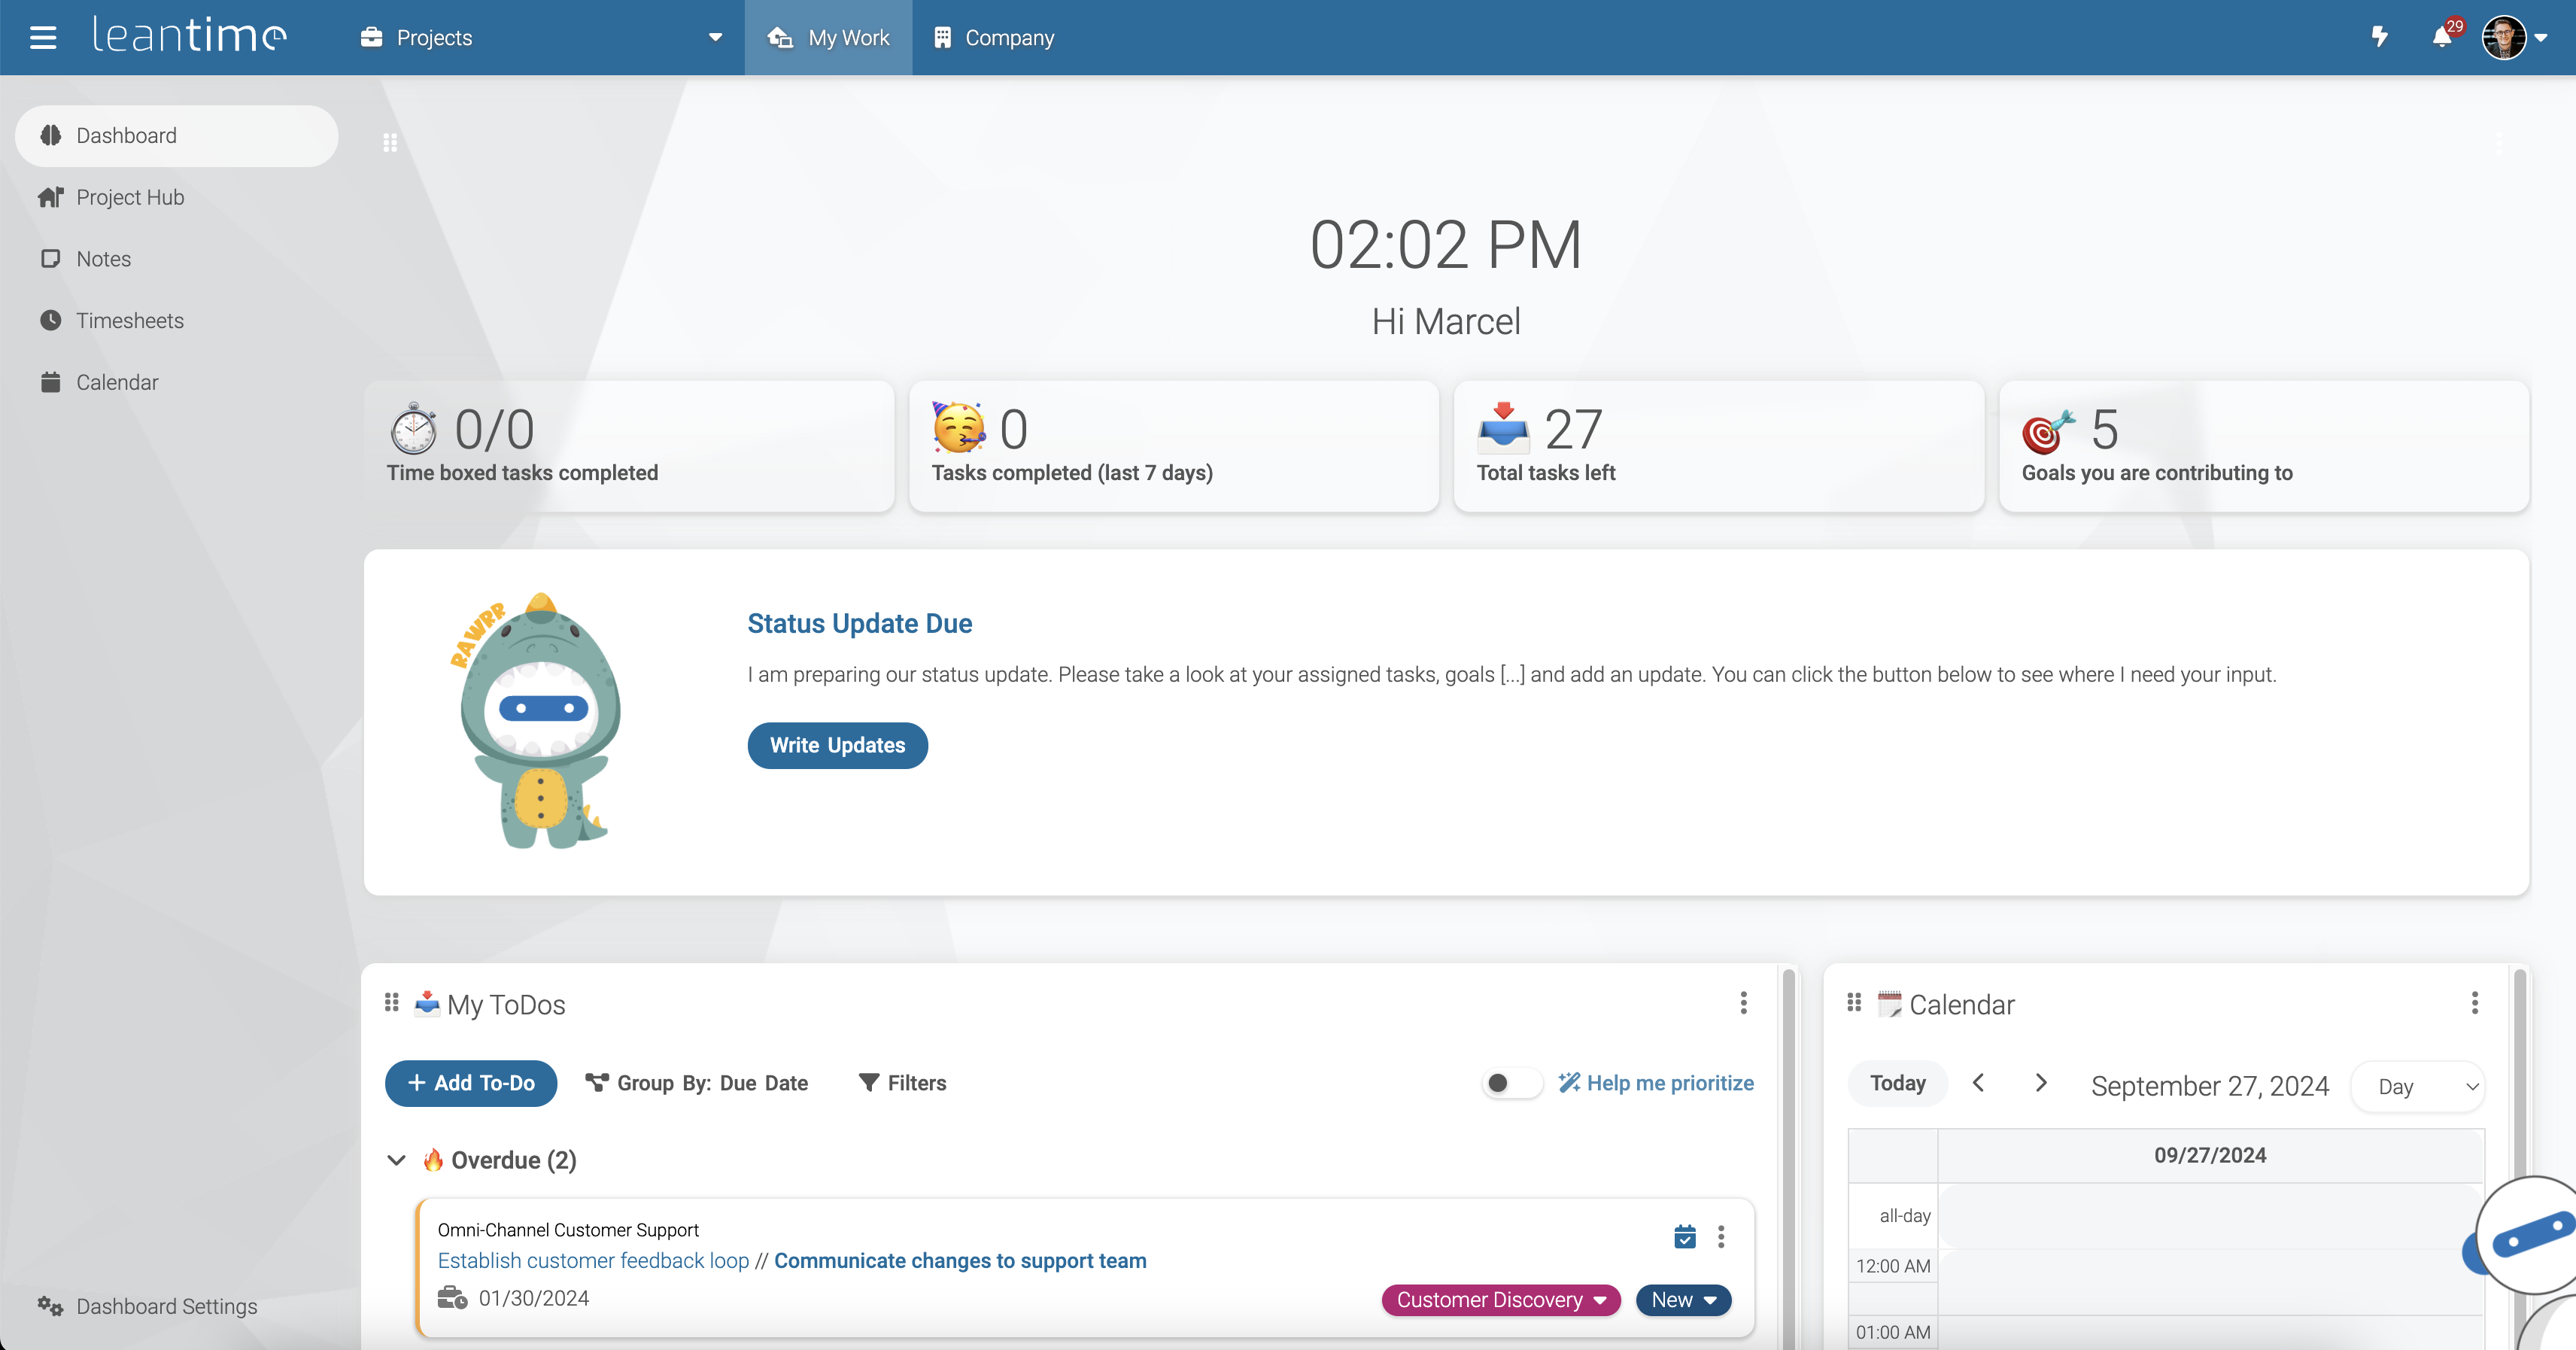 leantime
Projects
My Work
Company
29
Dashboard
Project Hub
Notes
Timesheets
Calendar
Dashboard Settings
02:02 PM
Hi Marcel
0/0
Time boxed tasks completed
0
Tasks completed (last 7 days)
27
Total tasks left
5
Goals you are contributing to
RAWRR
Status Update Due
I am preparing our status update. Please take a look at your assigned tasks, goals [...] and add an update. You can click the button below to see where I need your input.
Write Updates
My ToDos
+ Add To-Do
Group By: Due Date
Filters
Help me prioritize
Overdue (2)
Omni-Channel Customer Support
Establish customer feedback loop // Communicate changes to support team
01/30/2024
Customer Discovery
New
Calendar
Today
September 27, 2024
Day
09/27/2024
all-day
12:00 AM
01:00 AM